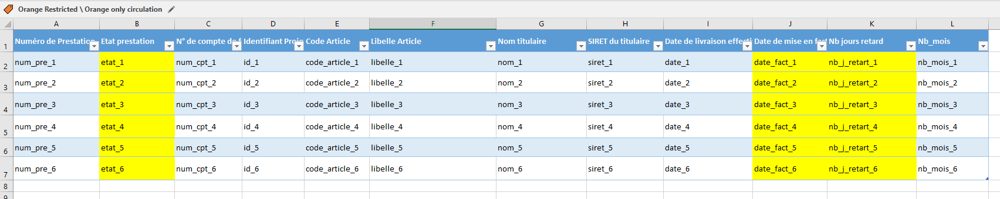 Orange Restricted \ Orange only circulation
A B C D E F G H I J K L
1 Numéro de Prestation Etat prestation N° de compte de f Identifiant Proje Code Article Libelle Article Nom titulaire SIRET du titulaire Date de livraison effecti Date de mise en fac Nb jours retard Nb_mois
2 num_pre_1 etat_1 num_cpt_1 id_1 code_article_1 libelle_1 nom_1 siret_1 date_1 date_fact_1 nb_j_retart_1 nb_mois_1
3 num_pre_2 etat_2 num_cpt_2 id_2 code_article_2 libelle_2 nom_2 siret_2 date_2 date_fact_2 nb_j_retart_2 nb_mois_2
4 num_pre_3 etat_3 num_cpt_3 id_3 code_article_3 libelle_3 nom_3 siret_3 date_3 date_fact_3 nb_j_retart_3 nb_mois_3
5 num_pre_4 etat_4 num_cpt_4 id_4 code_article_4 libelle_4 nom_4 siret_4 date_4 date_fact_4 nb_j_retart_4 nb_mois_4
6 num_pre_5 etat_5 num_cpt_5 id_5 code_article_5 libelle_5 nom_5 siret_5 date_5 date_fact_5 nb_j_retart_5 nb_mois_5
7 num_pre_6 etat_6 num_cpt_6 id_6 code_article_6 libelle_6 nom_6 siret_6 date_6 date_fact_6 nb_j_retart_6 nb_mois_6
8
9